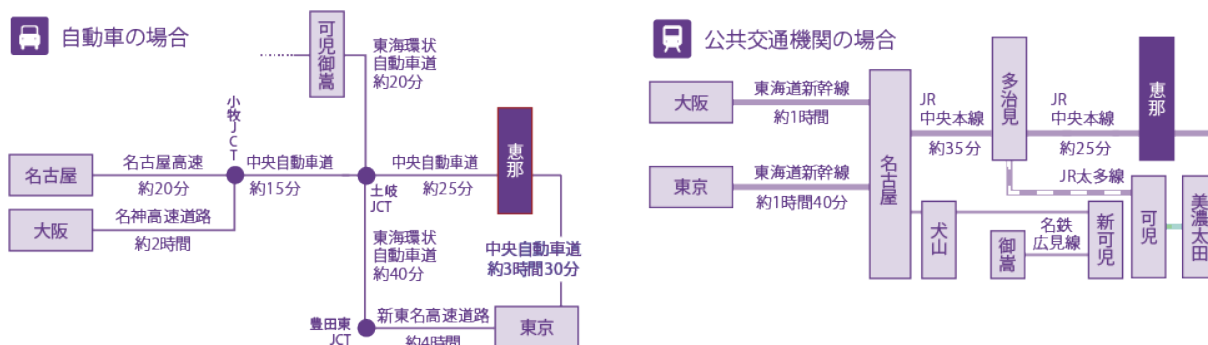 自動車の場合
可児御嵩
東海環状
自動車道
約20分
小牧JCT
名古屋
名古屋高速
約20分
中央自動車道
約15分
中央自動車道
約25分
恵那
土岐
JCT
大阪
名神高速道路
約2時間
東海環状
自動車道
約40分
中央自動車道
約3時間30分
豊田東
JCT
新東名高速道路
約4時間
東京
公共交通機関の場合
大阪
東海道新幹線
約1時間
東京
東海道新幹線
約1時間40分
名古屋
JR
中央本線
約35分
多治見
JR
中央本線
約25分
恵那
JR太多線
犬山
名鉄
広見線
御嵩
新可児
可児
美濃太田